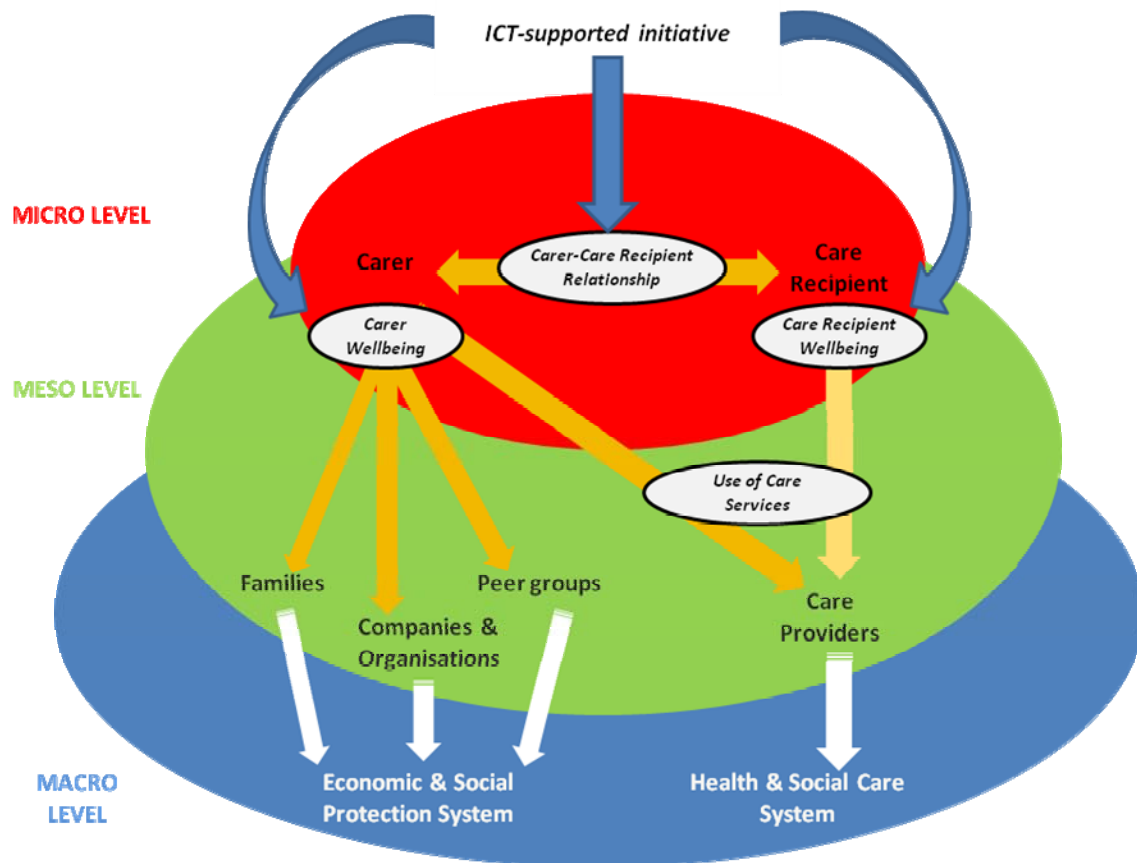 ICT-supported initiative
MICRO LEVEL
Carer
Carer-Care Recipient
Relationship
Care
Recipient
Carer
Wellbeing
Care Recipient
Wellbeing
MESO LEVEL
Use of Care
Services
Families
Peer groups
Companies &
Organisations
Care
Providers
MACRO
LEVEL
Economic & Social
Protection System
Health & Social Care
System